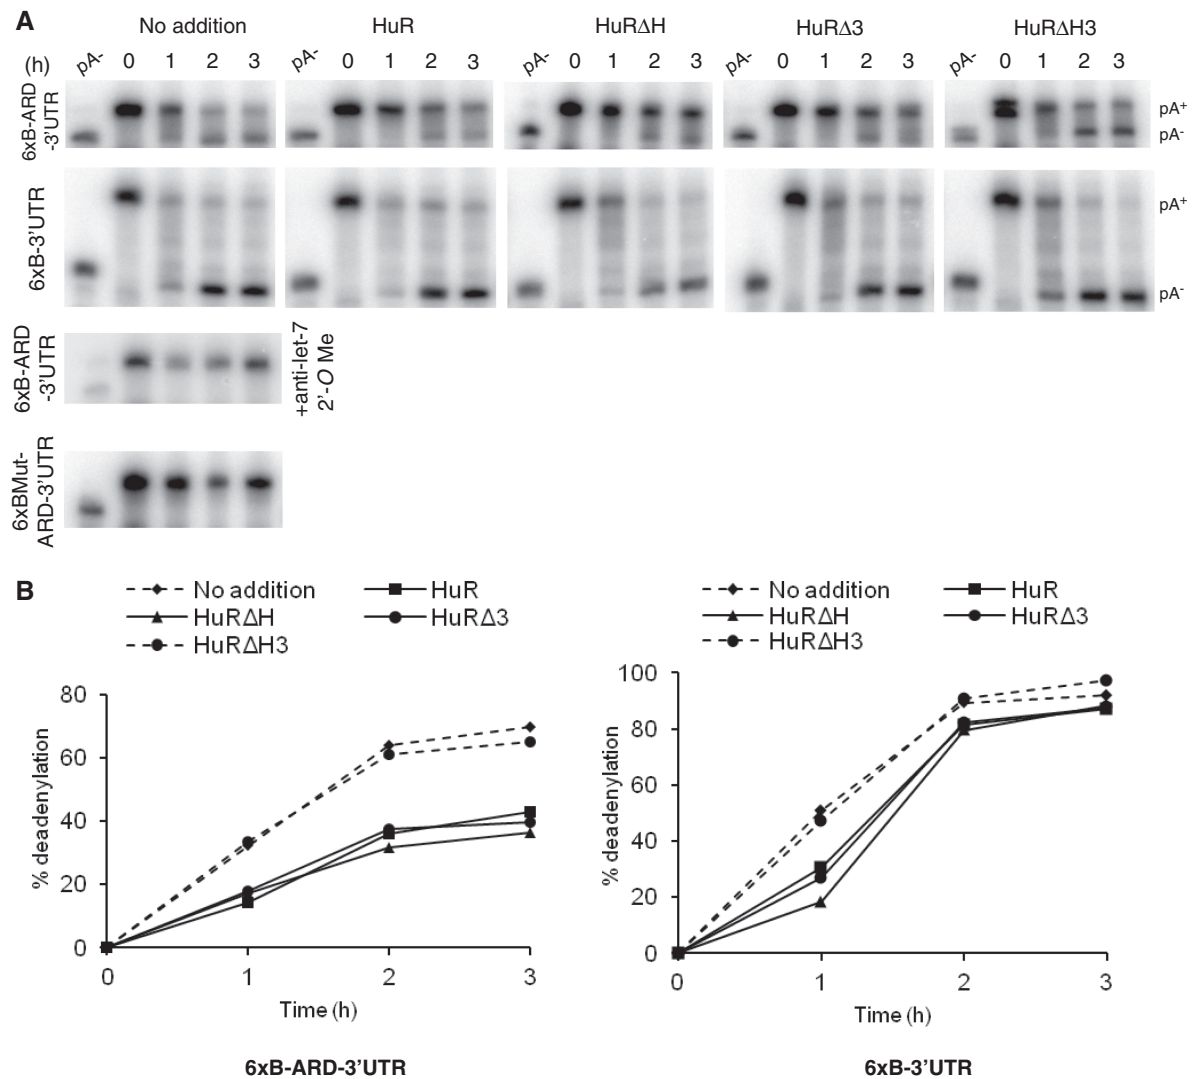 A
No addition HuR HuRΔH HuRΔ3 HuRΔH3
(h) pA- 0 1 2 3 pA- 0 1 2 3 pA- 0 1 2 3 pA- 0 1 2 3 pA- 0 1 2 3
6xB-ARD
-3'UTR
pA+
pA-
6xB-3'UTR
pA+
pA-
6xB-ARD
-3'UTR
+anti-let-7
2'-O Me
6xBMut-
ARD-3'UTR
B
No addition HuR
HuRΔH HuRΔ3
HuRΔH3
% deadenylation
80
60
40
20
0
0 1 2 3
Time (h)
6xB-ARD-3'UTR
No addition HuR
HuRΔH HuRΔ3
HuRΔH3
% deadenylation
100
80
60
40
20
0
0 1 2 3
Time (h)
6xB-3'UTR